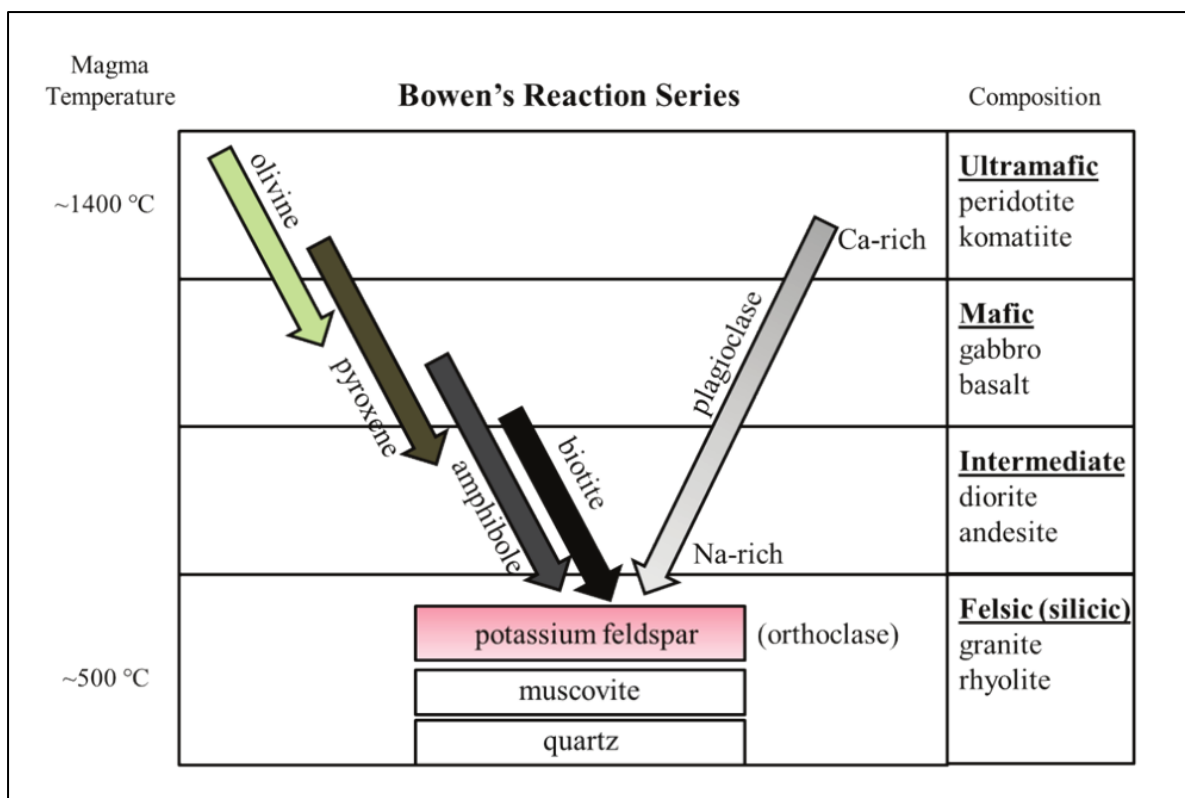 Magma
Temperature
Bowen's Reaction Series
Composition
~1400 °C
olivine
pyroxene
amphibole
biotite
plagioclase
Ca-rich
Na-rich
Ultramafic
peridotite
komatiite
Mafic
gabbro
basalt
Intermediate
diorite
andesite
~500 °C
potassium feldspar
(orthoclase)
muscovite
quartz
Felsic (silicic)
granite
rhyolite